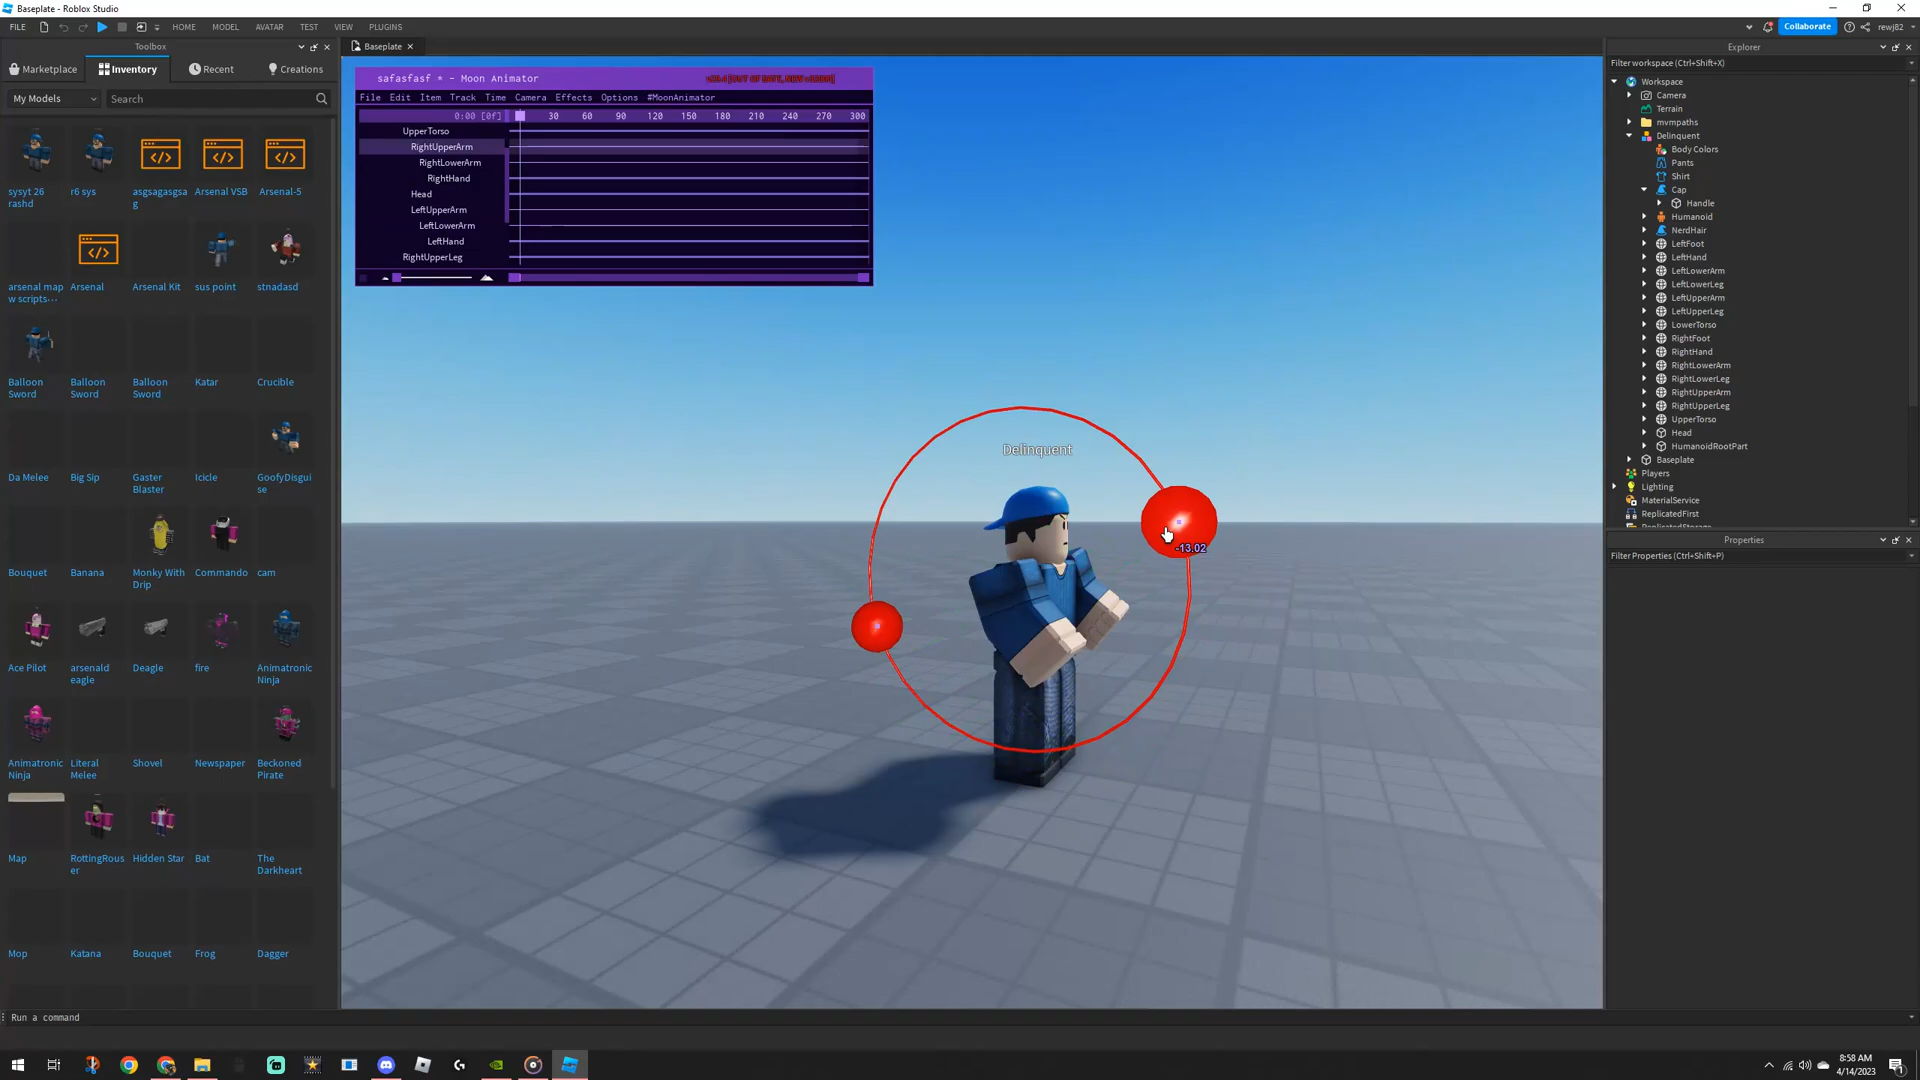 Baseplate - Roblox Studio
FILE HOME MODEL AVATAR TEST VIEW PLUGINS
Collaborate
rewj82
Toolbox
Marketplace Inventory Recent Creations
My Models Search
sysyt 26
rashd
r6 sys
asgsagasgsa
g
Arsenal VSB
Arsenal-5
arsenal map
w scripts...
Arsenal
Arsenal Kit
sus point
stnadasd
Balloon
Sword
Balloon
Sword
Balloon
Sword
Katar
Crucible
Da Melee
Big Sip
Gaster
Blaster
Icicle
GoofyDisgui
se
Bouquet
Banana
Monky With
Drip
Commando
cam
Ace Pilot
arsenald
eagle
Deagle
fire
Animatronic
Ninja
Animatronic
Ninja
Literal
Melee
Shovel
Newspaper
Beckoned
Pirate
Map
RottingRous
er
Hidden Star
Bat
The
Darkheart
Mop
Katana
Bouquet
Frog
Dagger
Run a command
Baseplate
safasfasf * - Moon Animator
File Edit Item Track Time Camera Effects Options #MoonAnimator
0:00 [0f] 30 60 90 120 150 180 210 240 270 300
UpperTorso
RightUpperArm
RightLowerArm
RightHand
Head
LeftUpperArm
LeftLowerArm
LeftHand
RightUpperLeg
Delinquent
-13.02
Explorer
Filter workspace (Ctrl+Shift+X)
Workspace
Camera
Terrain
mvmpaths
Delinquent
Body Colors
Pants
Shirt
Cap
Handle
Humanoid
NerdHair
LeftFoot
LeftHand
LeftLowerArm
LeftLowerLeg
LeftUpperArm
LeftUpperLeg
LowerTorso
RightFoot
RightHand
RightLowerArm
RightLowerLeg
RightUpperArm
RightUpperLeg
UpperTorso
Head
HumanoidRootPart
Baseplate
Players
Lighting
MaterialService
ReplicatedFirst
Properties
Filter Properties (Ctrl+Shift+P)
8:58 AM
4/14/2023